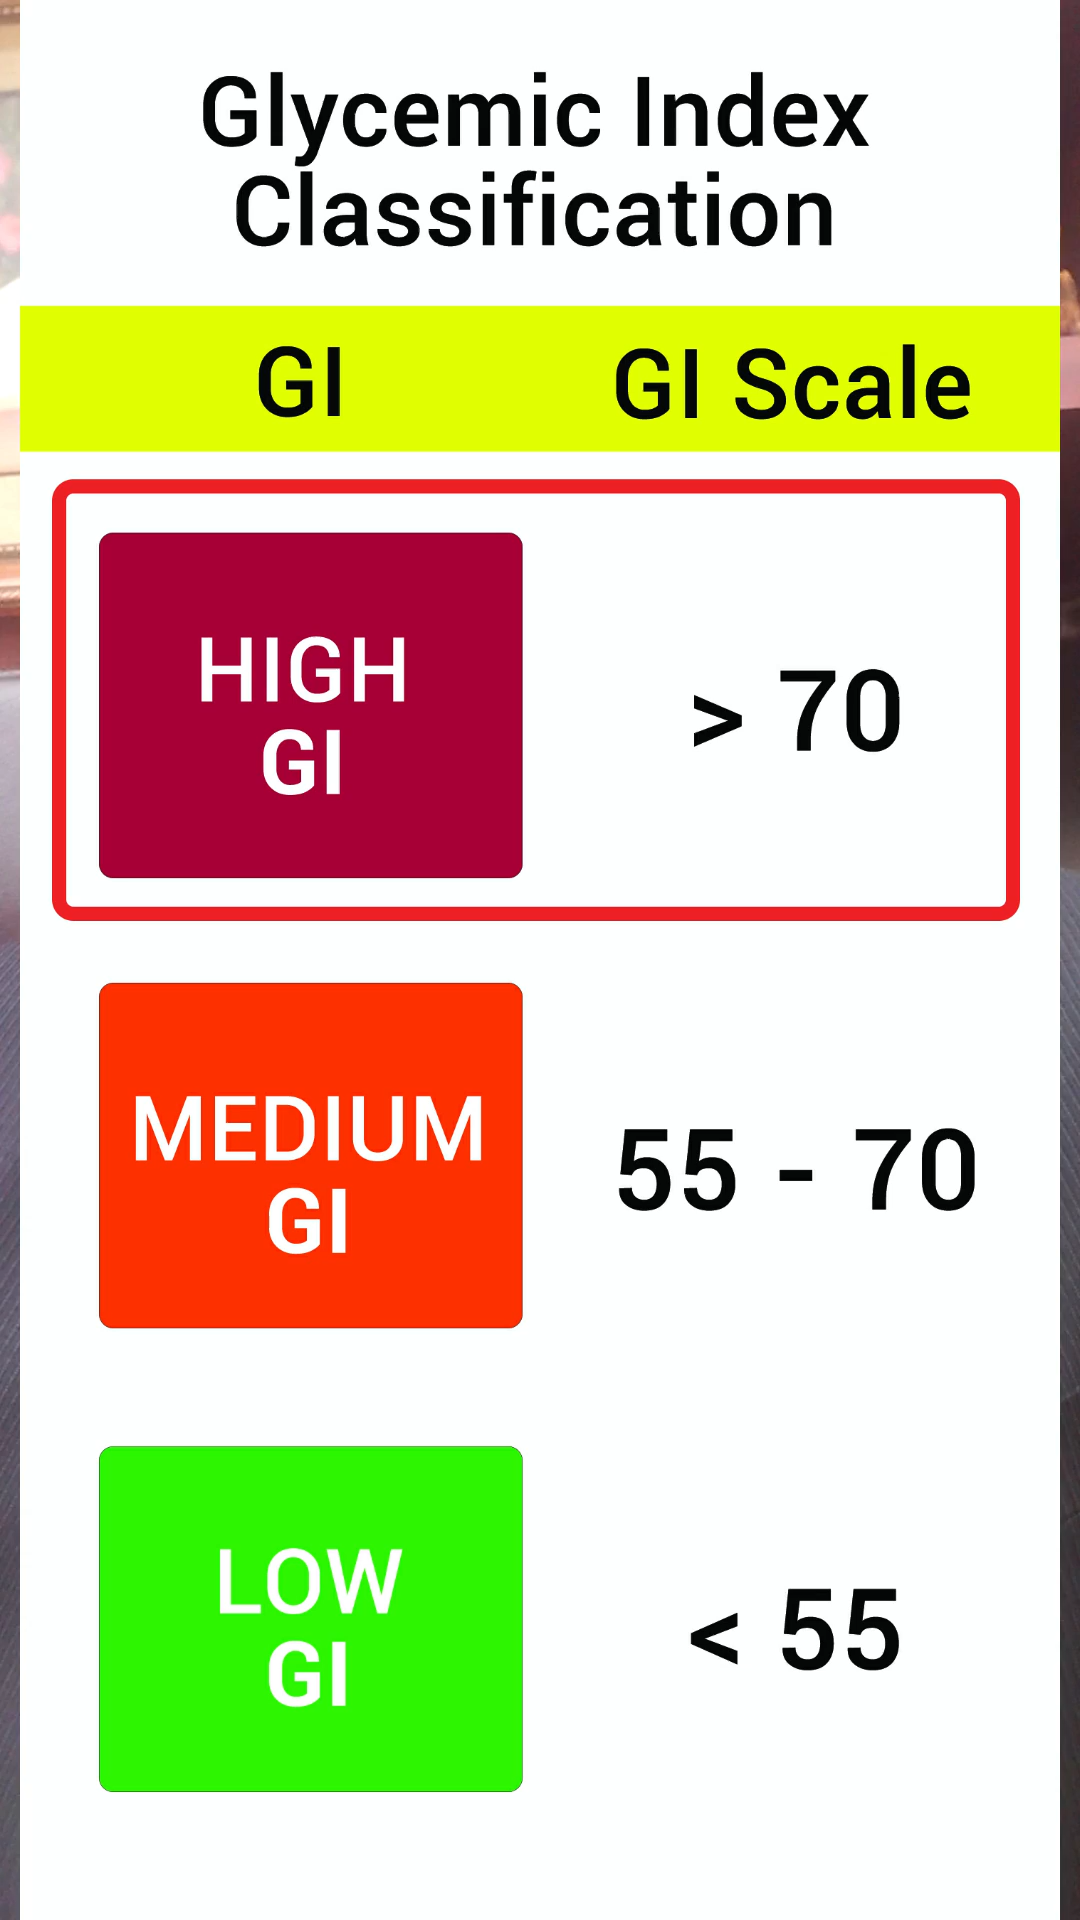 Glycemic Index
Classification
GI GI Scale
HIGH
GI
> 70
MEDIUM
GI
55 - 70
LOW
GI
< 55